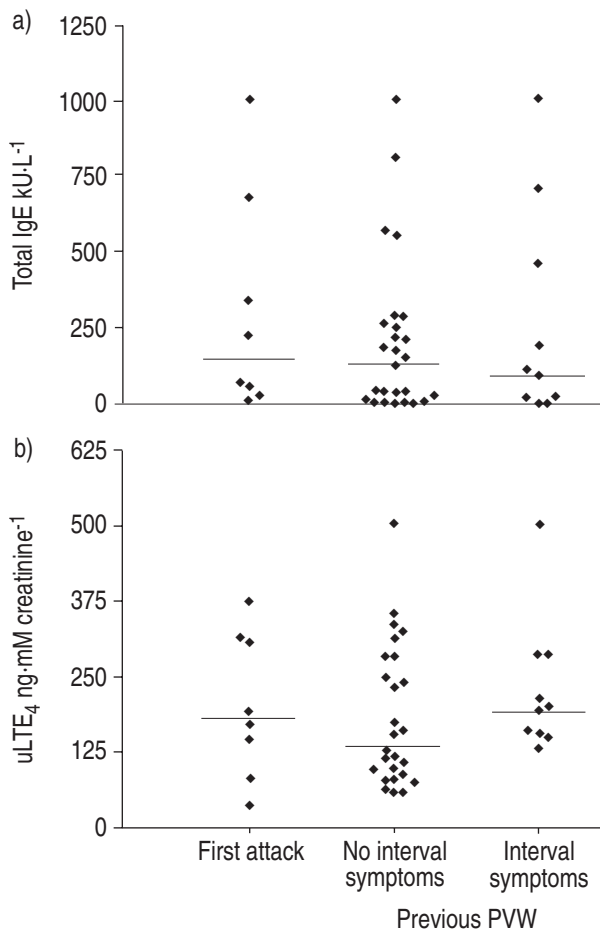 a)
1250
1000
750
500
250
0
Total IgE kU·L⁻¹
b)
625
500
375
250
125
0
uLTE₄ ng·mM creatinine⁻¹
First attack
No interval
symptoms
Interval
symptoms
Previous PVW